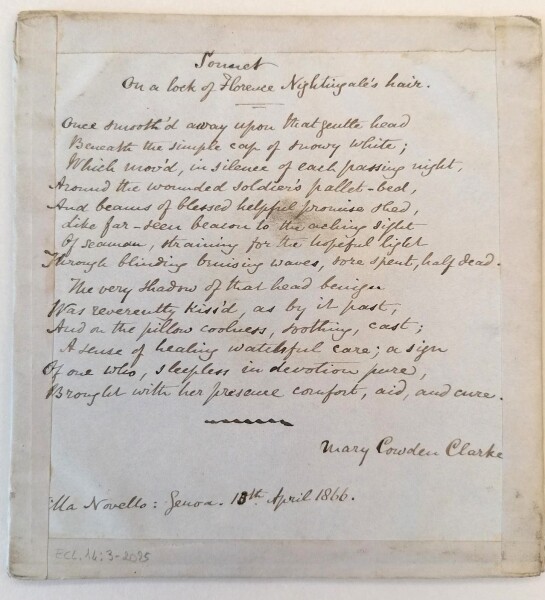 Sonnet
On a lock of Florence Nightingale's hair.
Once smooth'd away upon that gentle head
Beneath the simple cap of snowy white;
Which mov'd, in silence of each passing night,
Around the wounded soldier's pallet-bed,
And beams of blessed helpful promise shed,
Like far-seen beacon to the aching sight
Of seaman, straining for the hopeful light
Through blinding bruising waves, sore spent, half dead.
The very shadow of that head benign
Was reverently kiss'd, as by it past,
And on the pillow coolness, soothing, cast;
A sense of healing watchful care; a sign
Of one who, sleepless in devotion pure,
Brought with her presence comfort, aid, and cure.
Mary Cowden Clarke
illa Novello: Genoa. 13th April 1866.
ECL.14:3-2095